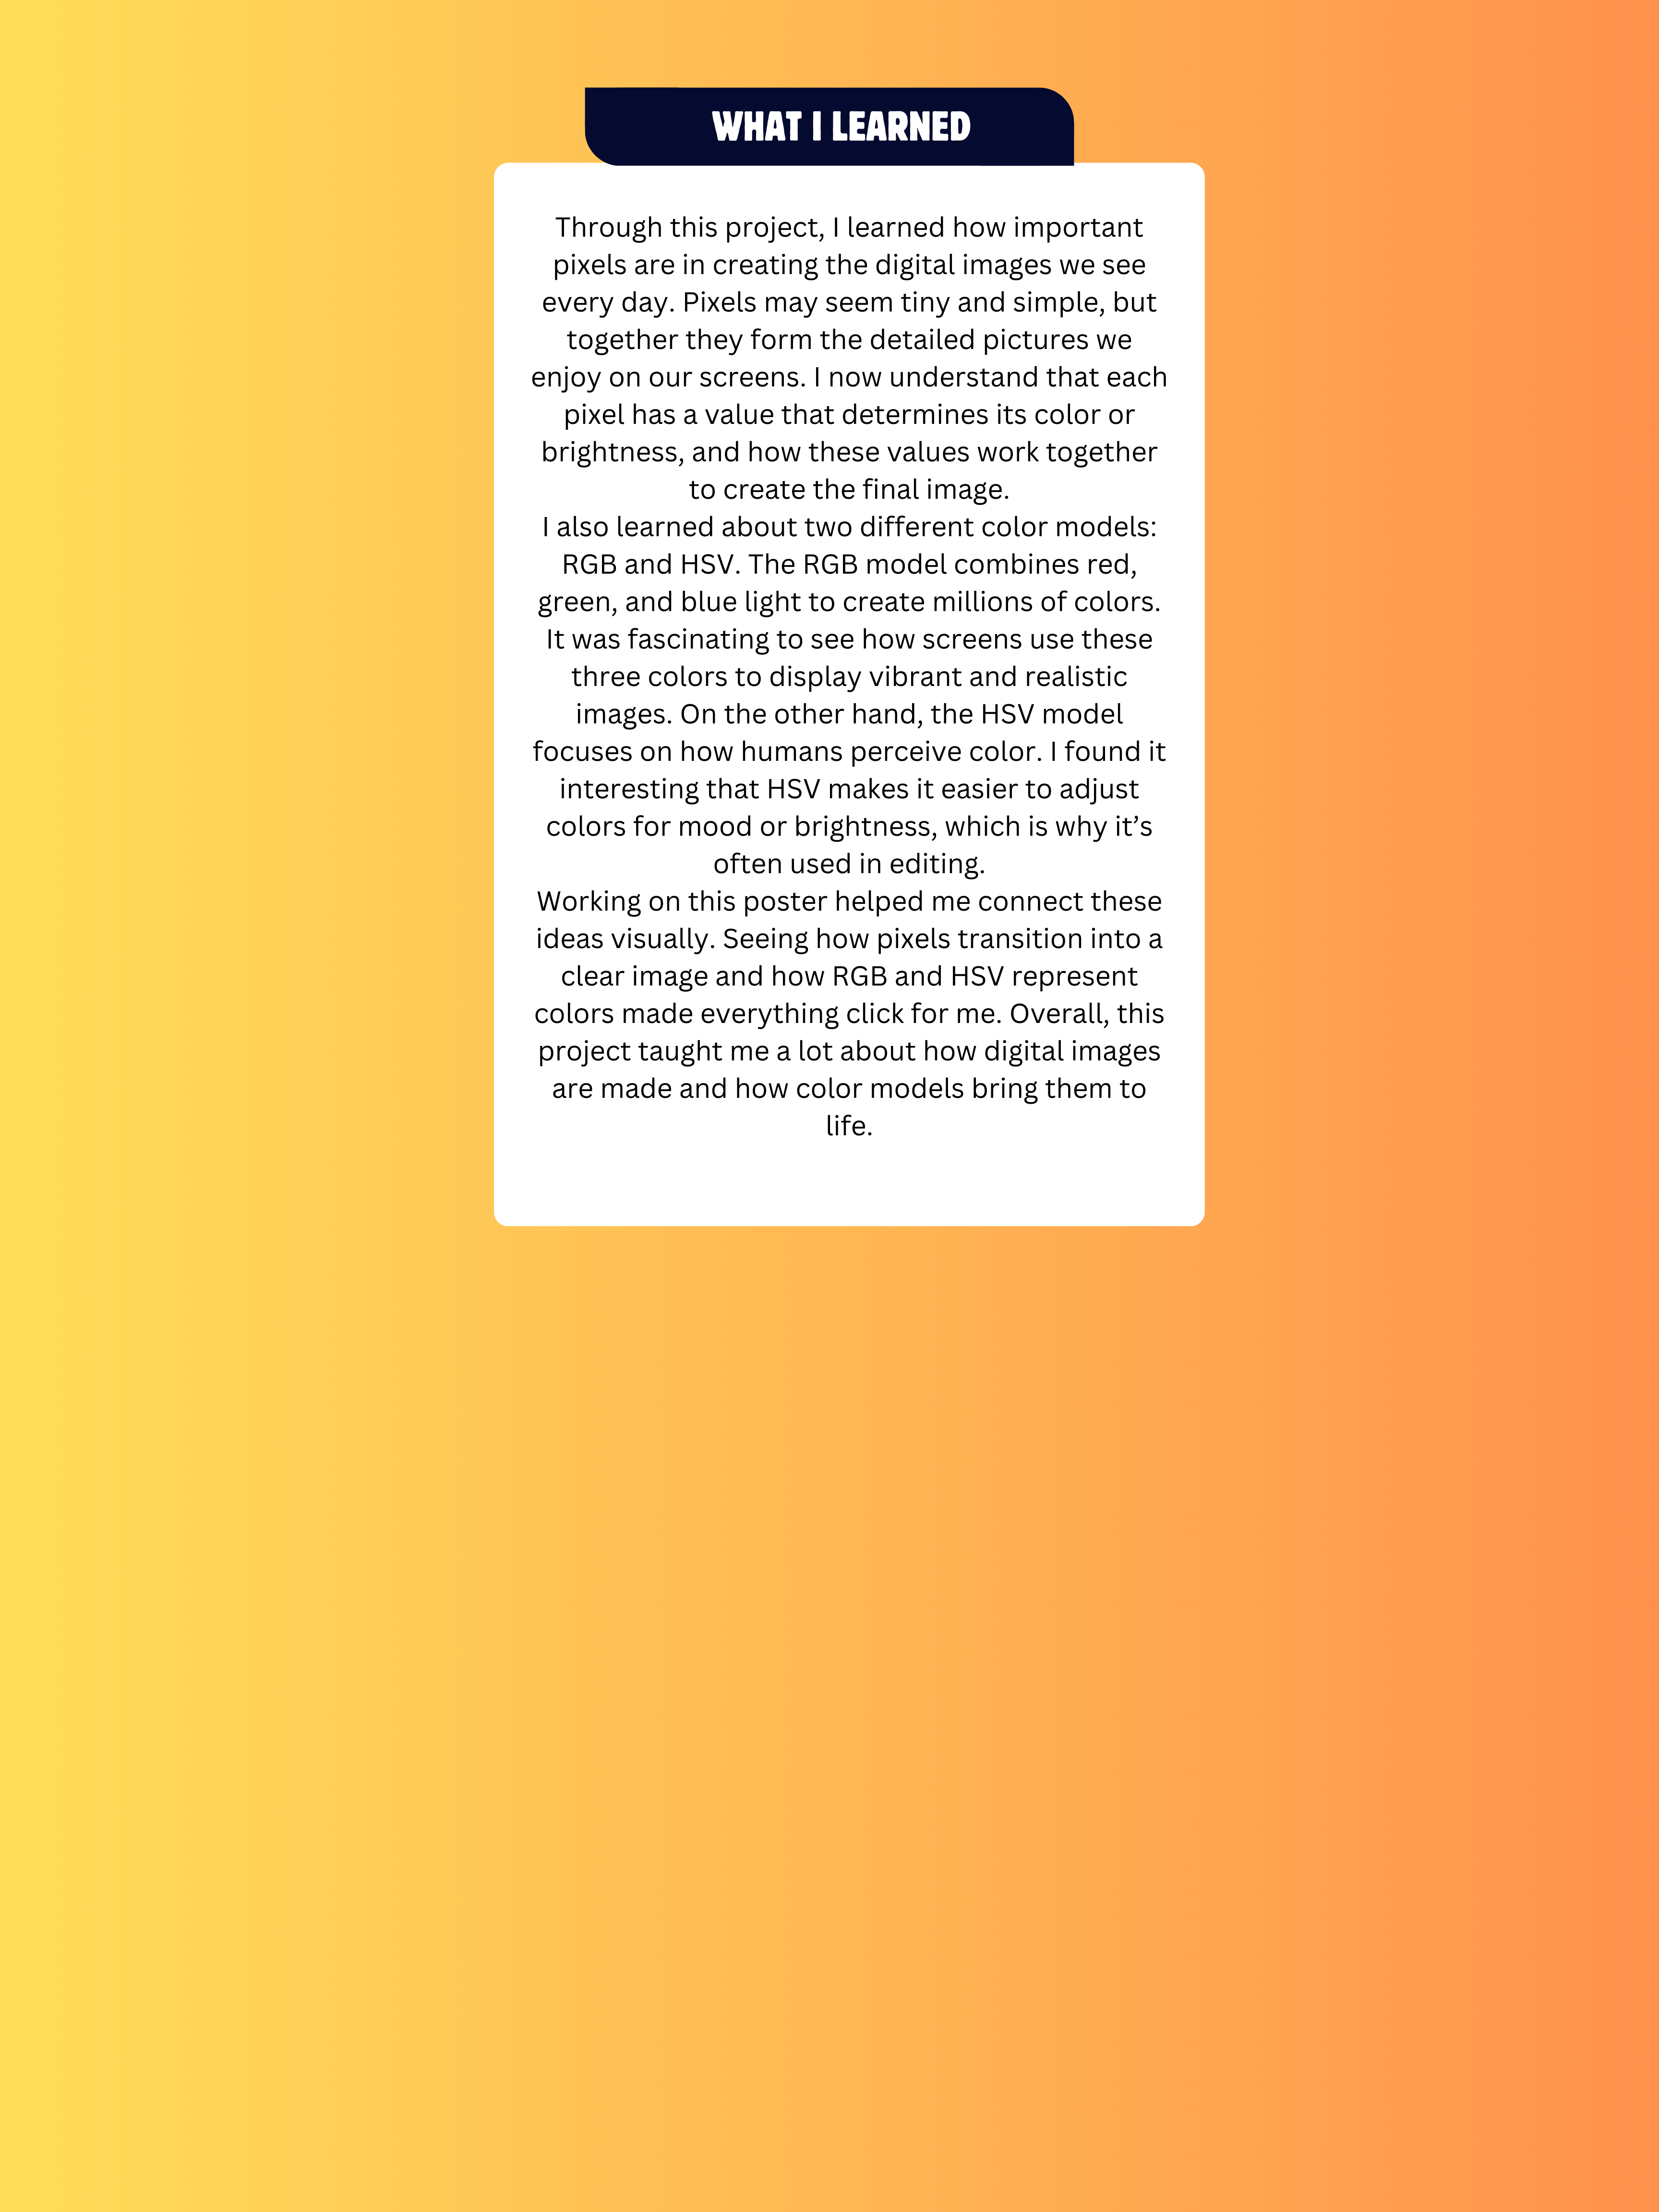 WHAT I LEARNED
Through this project, I learned how important
pixels are in creating the digital images we see
every day. Pixels may seem tiny and simple, but
together they form the detailed pictures we
enjoy on our screens. I now understand that each
pixel has a value that determines its color or
brightness, and how these values work together
to create the final image.
I also learned about two different color models:
RGB and HSV. The RGB model combines red,
green, and blue light to create millions of colors.
It was fascinating to see how screens use these
three colors to display vibrant and realistic
images. On the other hand, the HSV model
focuses on how humans perceive color. I found it
interesting that HSV makes it easier to adjust
colors for mood or brightness, which is why it’s
often used in editing.
Working on this poster helped me connect these
ideas visually. Seeing how pixels transition into a
clear image and how RGB and HSV represent
colors made everything click for me. Overall, this
project taught me a lot about how digital images
are made and how color models bring them to
life.